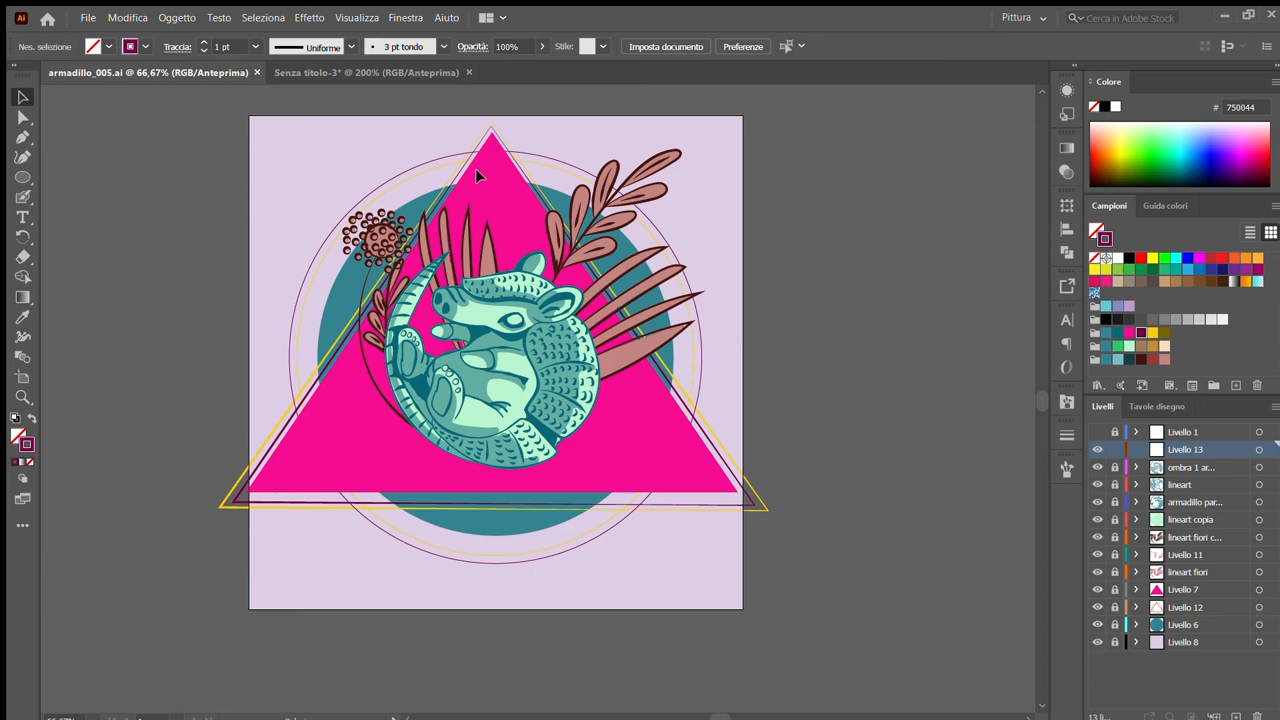 Ai File Modifica Oggetto Testo Seleziona Effetto Visualizza Finestra Aiuto Pittura Cerca in Adobe Stock
Nes. selezione Traccia: 1 pt Uniforme 3 pt tondo Opacità: 100% Stile: Imposta documento Preferenze
armadillo_005.ai @ 66,67% (RGB/Anteprima) × Senza titolo-3* @ 200% (RGB/Anteprima) ×
Colore
# 750044
Campioni Guida colori
Livelli Tavole disegno
Livello 1
Livello 13
ombra 1 ar...
lineart
armadillo par...
lineart copia
lineart fiori c...
Livello 11
lineart fiori
Livello 7
Livello 12
Livello 6
Livello 8